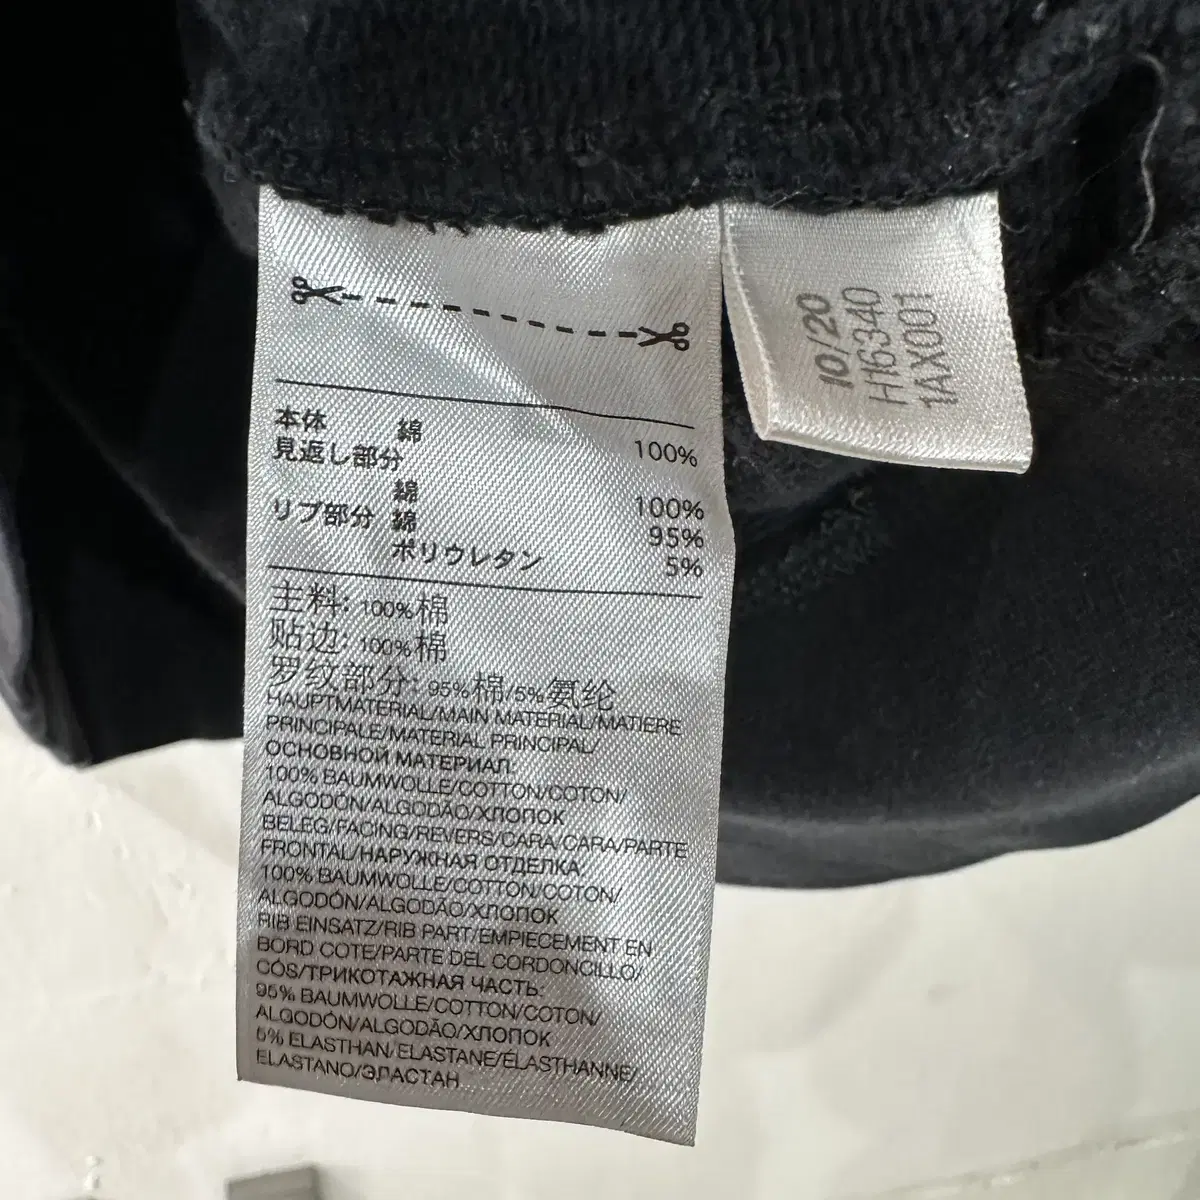 本体 綿 100%
見返し部分
綿 100%
リブ部分 綿 95%
ポリウレタン 5%
主料: 100%棉
贴边: 100%棉
罗纹部分: 95%棉/5%氨纶
HAUPTMATERIAL/MAIN MATERIAL/MATIERE
PRINCIPALE/MATERIAL PRINCIPAL/
ОСНОВНОЙ МАТЕРИАЛ:
100% BAUMWOLLE/COTTON/COTON/
ALGODÓN/ALGODÃO/ХЛОПОК
BELEG/FACING/REVERS/CARA/CARA/PARTE
FRONTAL/НАРУЖНАЯ ОТДЕЛКА:
100% BAUMWOLLE/COTTON/COTON/
ALGODÓN/ALGODÃO/ХЛОПОК
RIB EINSATZ/RIB PART/EMPIECEMENT EN
BORD COTE/PARTE DEL CORDONCILLO/
CÓS/ТРИКОТАЖНАЯ ЧАСТЬ:
95% BAUMWOLLE/COTTON/COTON/
ALGODÓN/ALGODÃO/ХЛОПОК
5% ELASTHAN/ELASTANE/ÉLASTHANNE/
ELASTANO/ЭЛАСТАН
10/20
H16340
1AX001